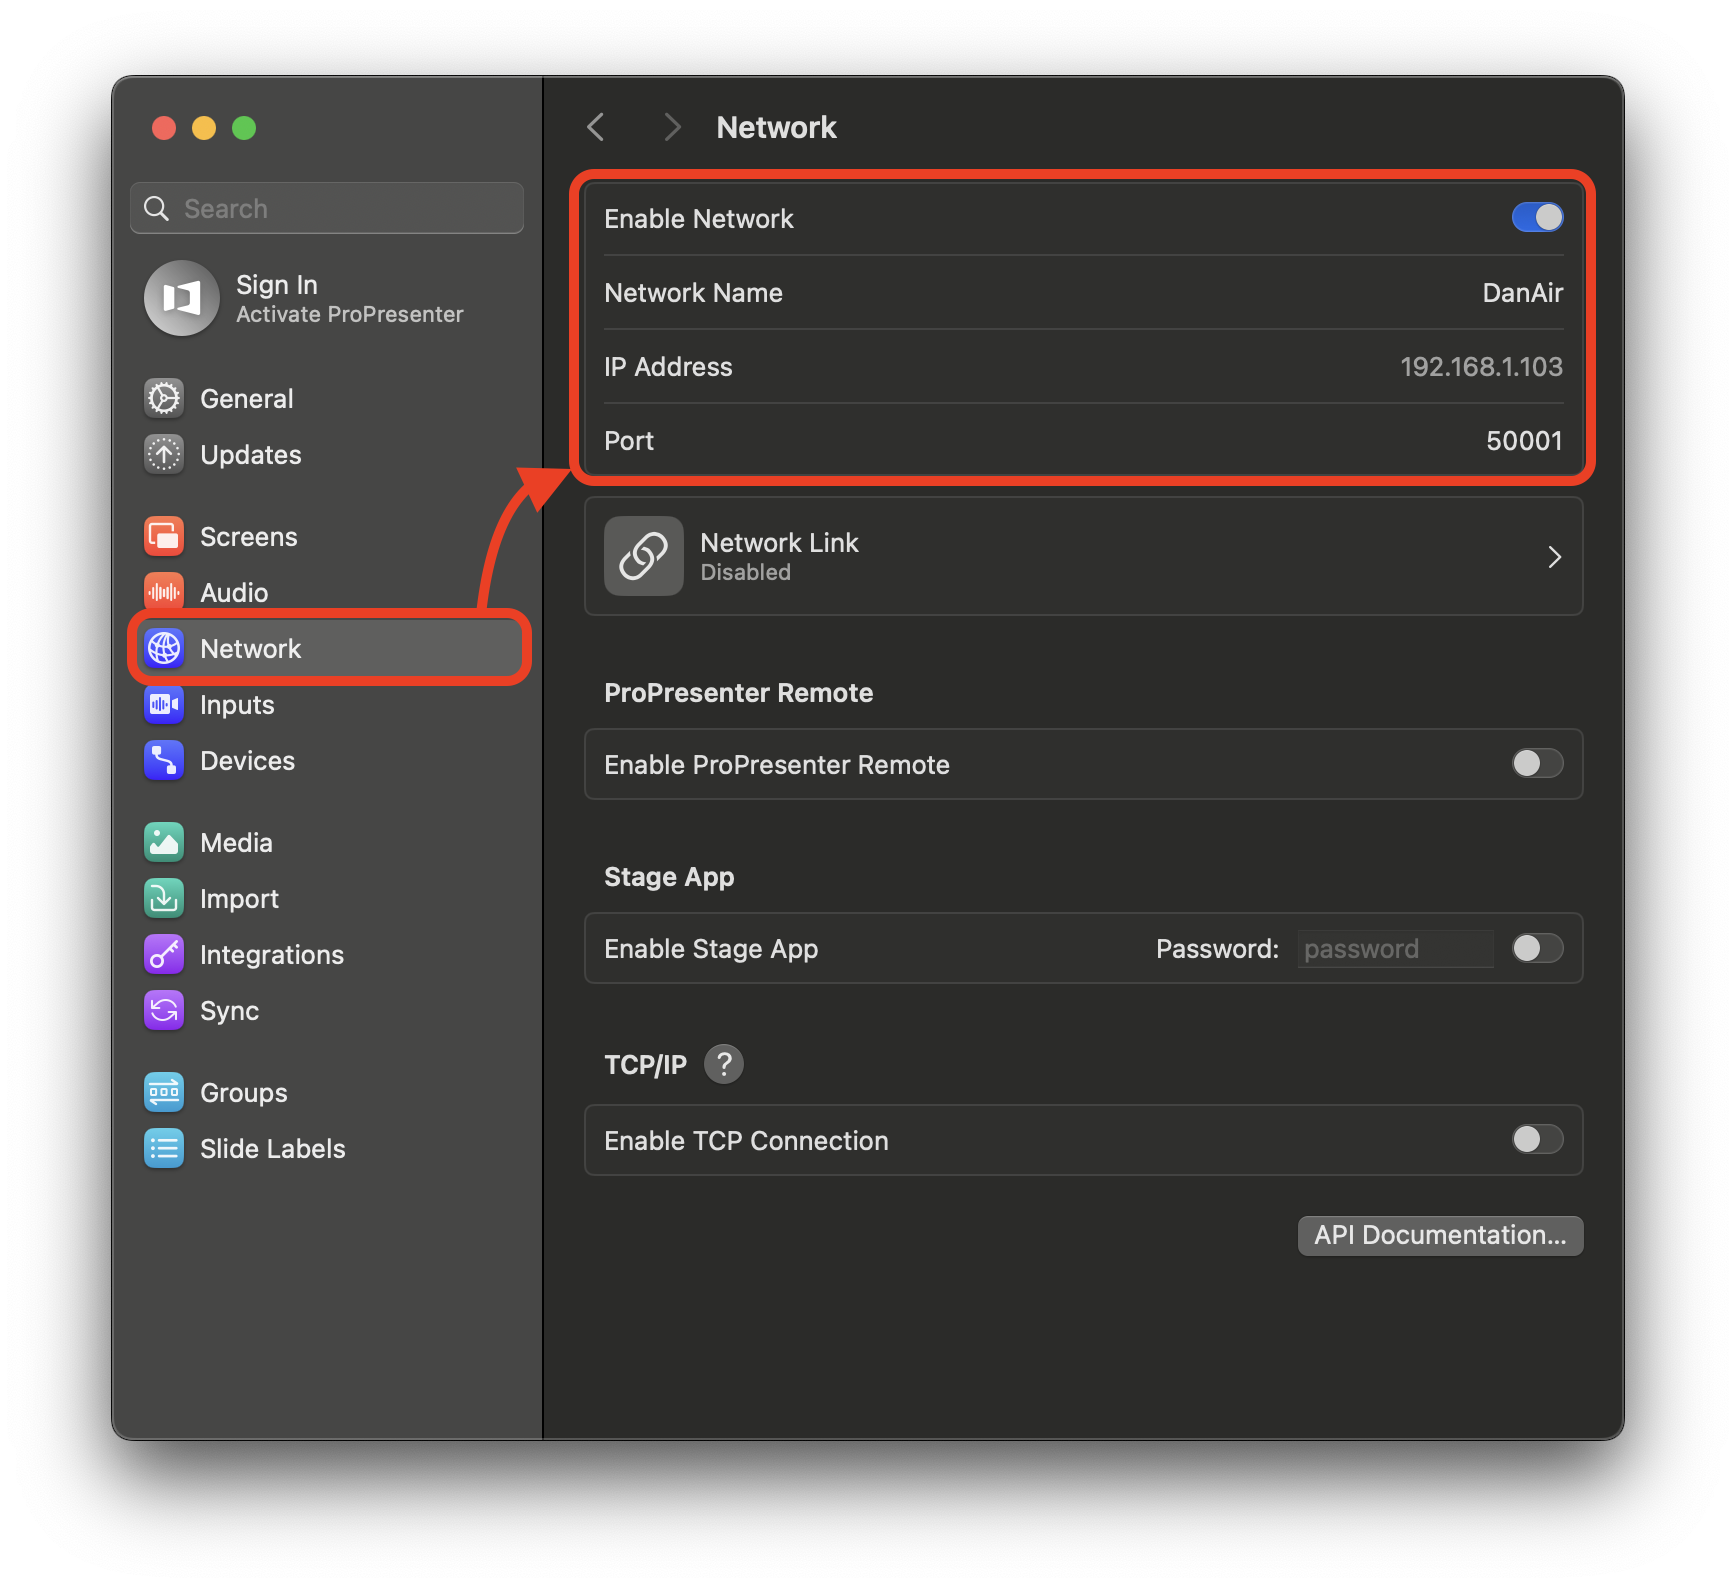 Search
Sign In
Activate ProPresenter
General
Updates
Screens
Audio
Network
Inputs
Devices
Media
Import
Integrations
Sync
Groups
Slide Labels
Network
Enable Network
Network Name DanAir
IP Address 192.168.1.103
Port 50001
Network Link
Disabled
ProPresenter Remote
Enable ProPresenter Remote
Stage App
Enable Stage App Password: password
TCP/IP ?
Enable TCP Connection
API Documentation...